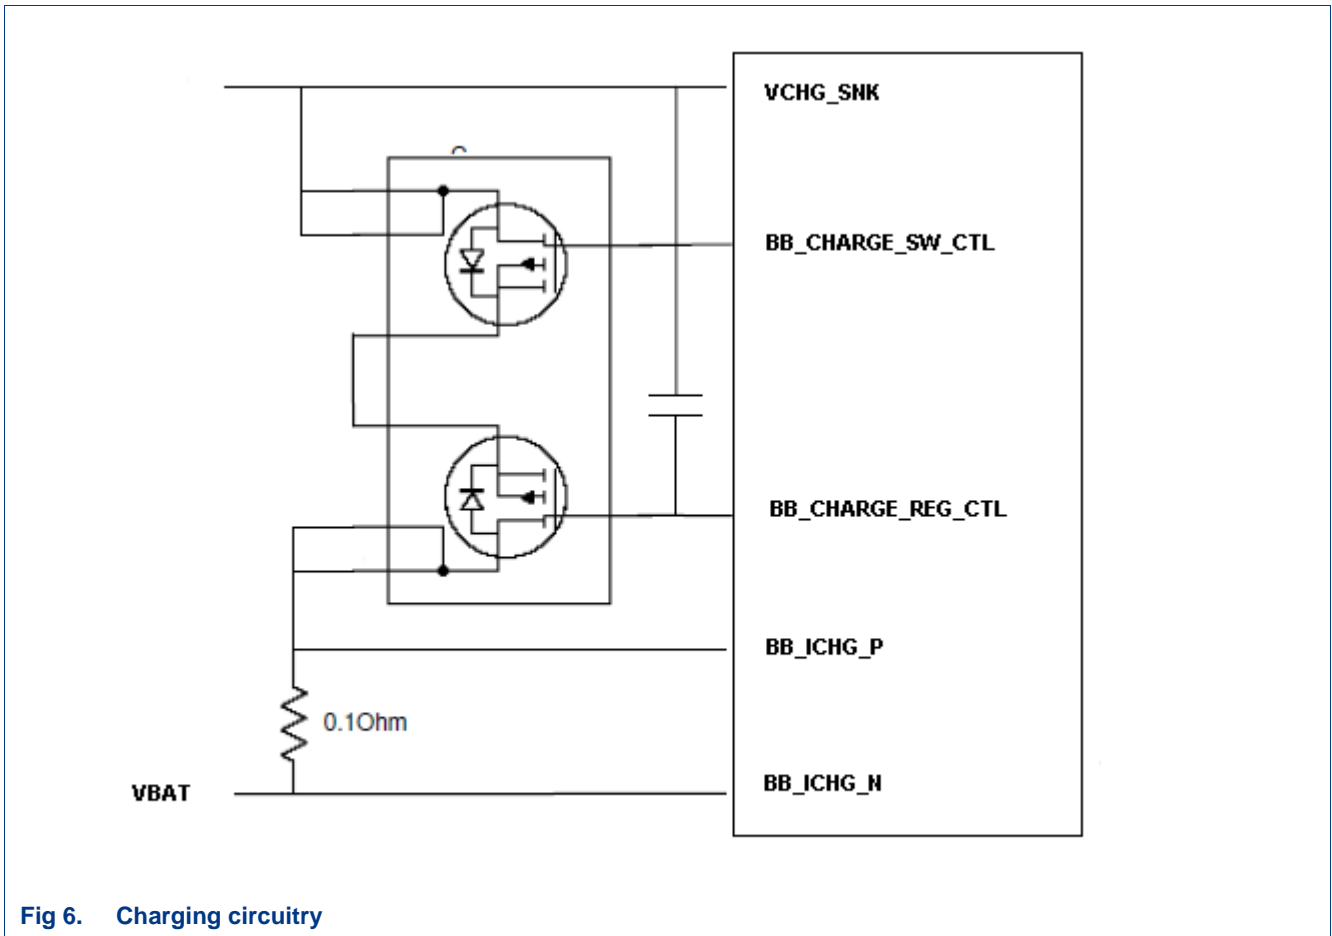 VCHG_SNK
BB_CHARGE_SW_CTL
BB_CHARGE_REG_CTL
BB_ICHG_P
0.1Ohm
VBAT
BB_ICHG_N
Fig 6. Charging circuitry